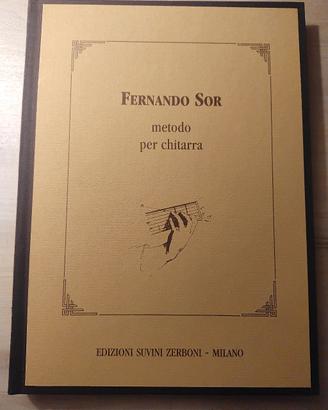 FERNANDO SOR
metodo
per chitarra
EDIZIONI SUVINI ZERBONI - MILANO